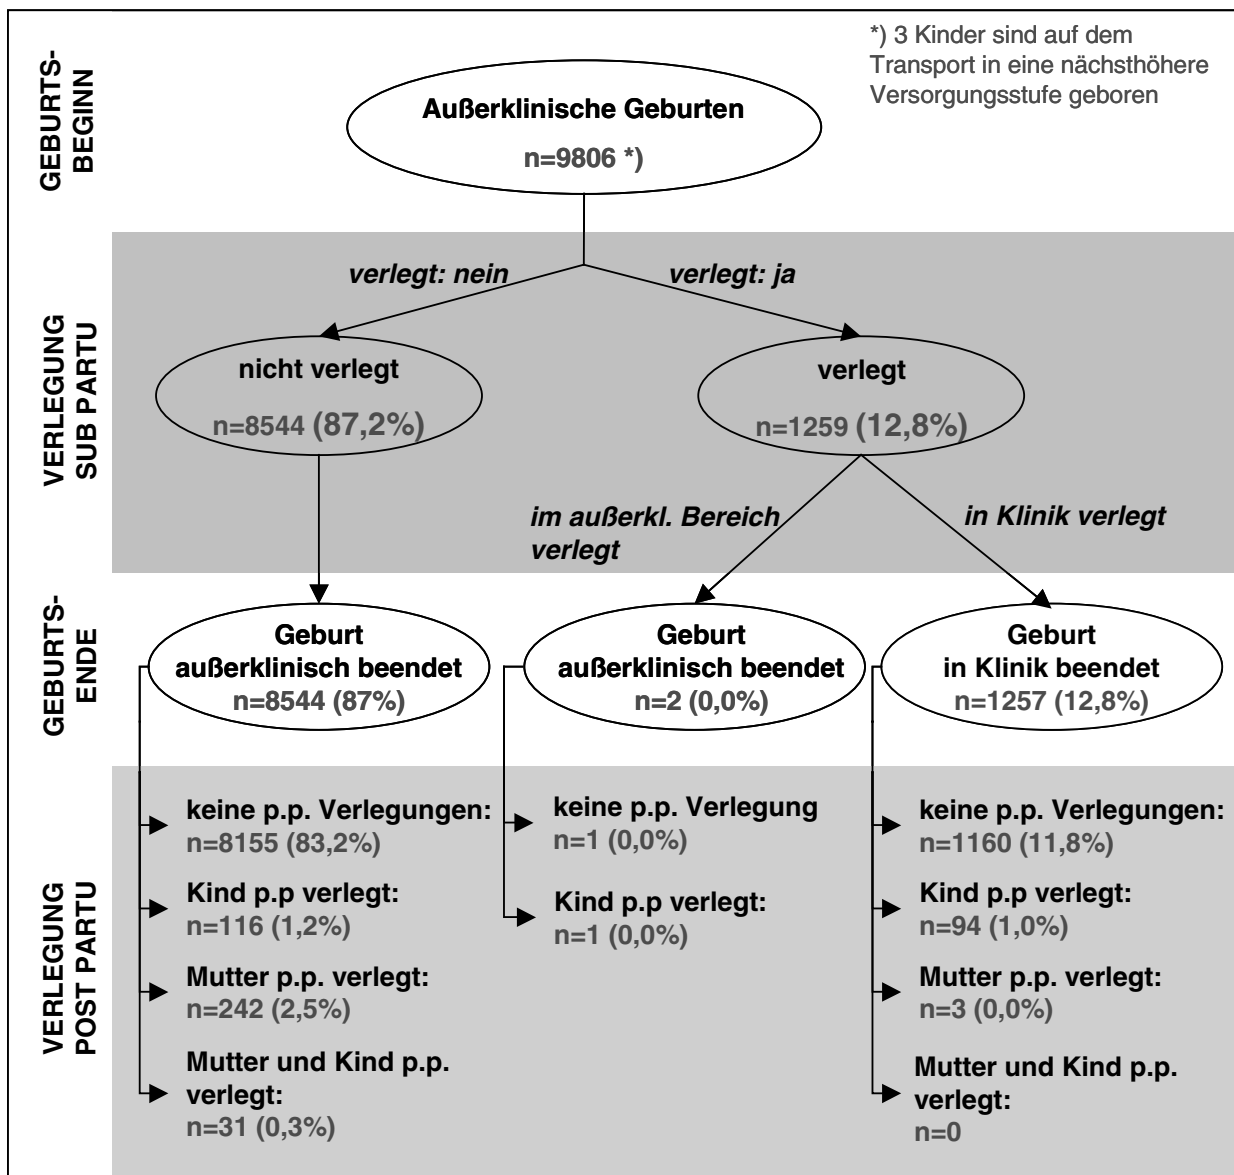 *) 3 Kinder sind auf dem
Transport in eine nächsthöhere
Versorgungsstufe geboren
GEBURTS-
BEGINN
Außerklinische Geburten
n=9806 *)
VERLEGUNG
SUB PARTU
verlegt: nein
verlegt: ja
nicht verlegt
n=8544 (87,2%)
verlegt
n=1259 (12,8%)
im außerkl. Bereich
verlegt
in Klinik verlegt
GEBURTS-
ENDE
Geburt
außerklinisch beendet
n=8544 (87%)
Geburt
außerklinisch beendet
n=2 (0,0%)
Geburt
in Klinik beendet
n=1257 (12,8%)
VERLEGUNG
POST PARTU
keine p.p. Verlegungen:
n=8155 (83,2%)
Kind p.p verlegt:
n=116 (1,2%)
Mutter p.p. verlegt:
n=242 (2,5%)
Mutter und Kind p.p.
verlegt:
n=31 (0,3%)
keine p.p. Verlegung
n=1 (0,0%)
Kind p.p verlegt:
n=1 (0,0%)
keine p.p. Verlegungen:
n=1160 (11,8%)
Kind p.p verlegt:
n=94 (1,0%)
Mutter p.p. verlegt:
n=3 (0,0%)
Mutter und Kind p.p.
verlegt:
n=0